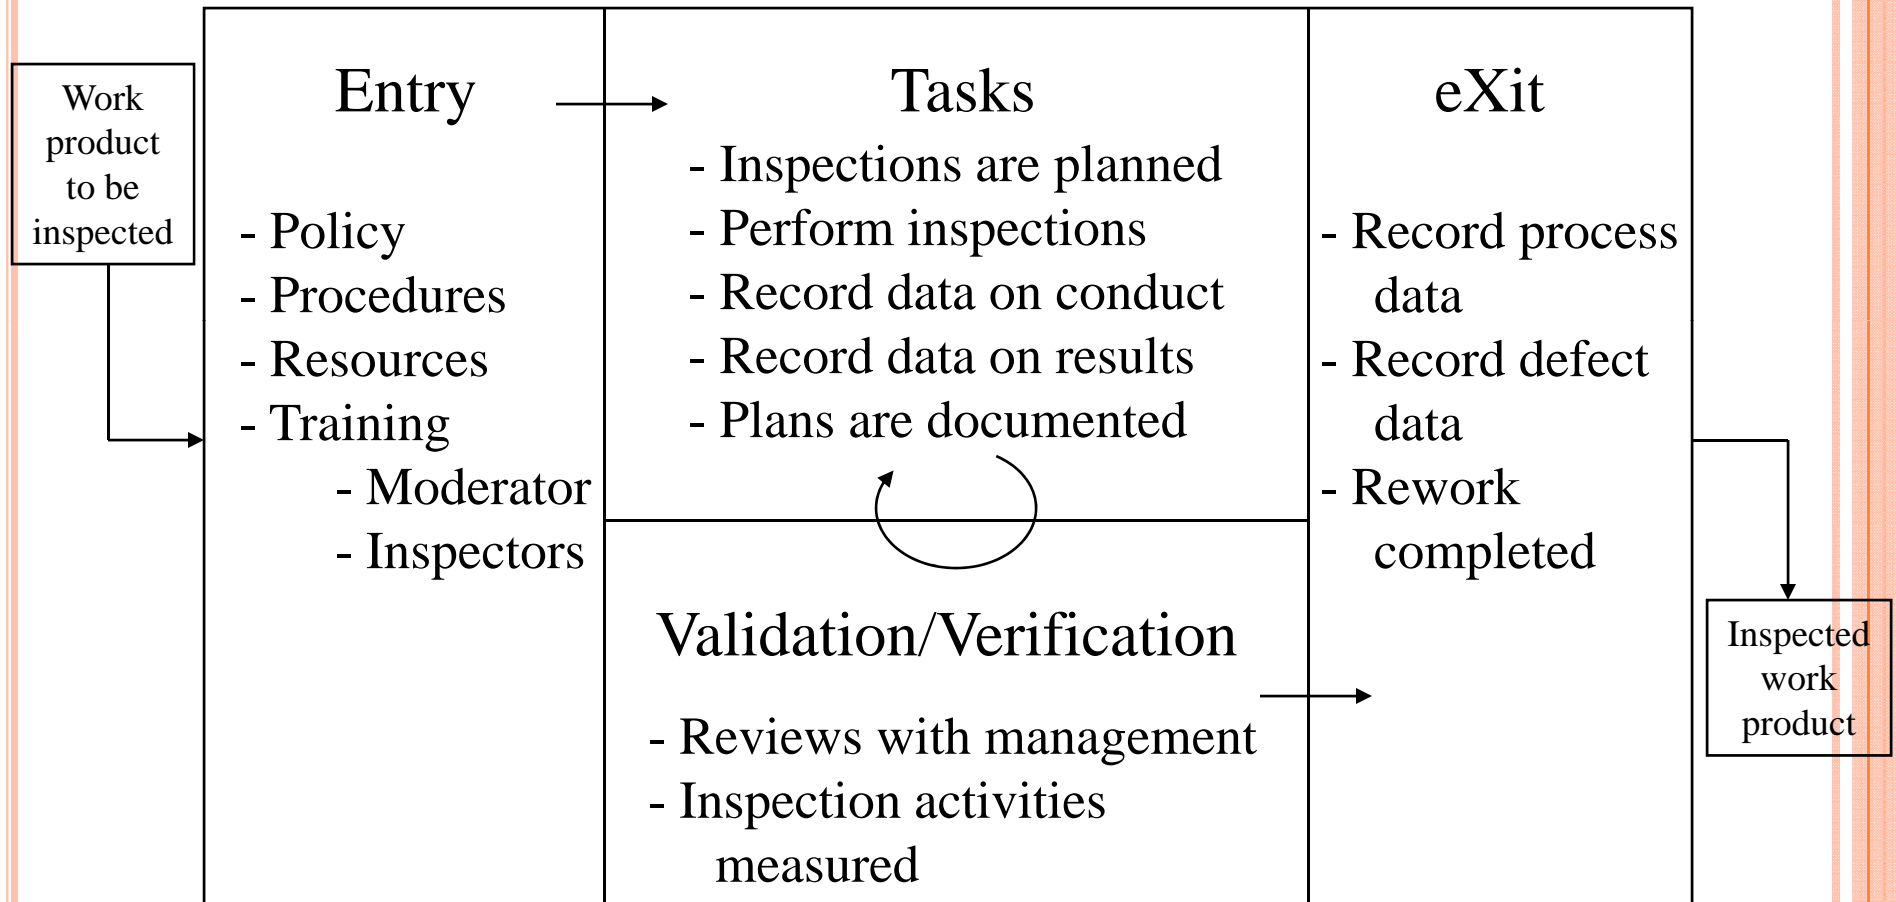 Work
product
to be
inspected
Entry
- Policy
- Procedures
- Resources
- Training
- Moderator
- Inspectors
Tasks
- Inspections are planned
- Perform inspections
- Record data on conduct
- Record data on results
- Plans are documented
Validation/Verification
- Reviews with management
- Inspection activities
measured
eXit
- Record process
data
- Record defect
data
- Rework
completed
Inspected
work
product